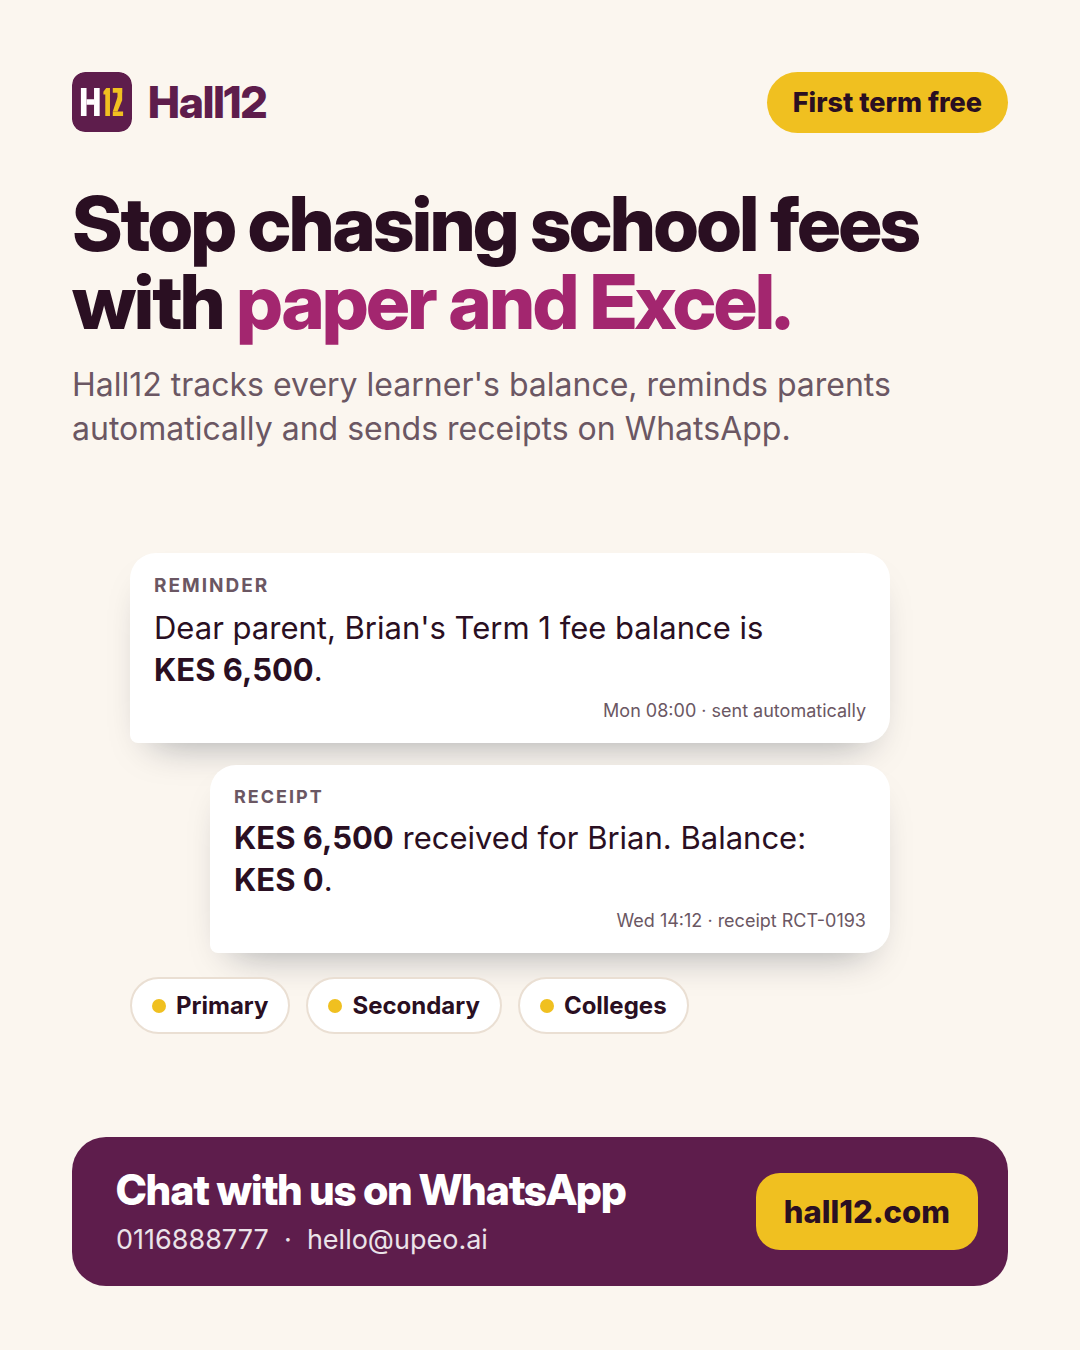 H12 Hall12
First term free
Stop chasing school fees
with paper and Excel.
Hall12 tracks every learner's balance, reminds parents
automatically and sends receipts on WhatsApp.
REMINDER
Dear parent, Brian's Term 1 fee balance is
KES 6,500.
Mon 08:00 · sent automatically
RECEIPT
KES 6,500 received for Brian. Balance:
KES 0.
Wed 14:12 · receipt RCT-0193
Primary
Secondary
Colleges
Chat with us on WhatsApp
0116888777 · hello@upeo.ai
hall12.com